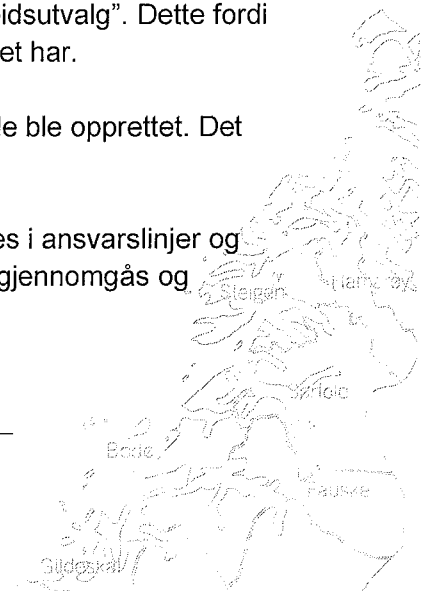 idsutvalg”. Dette fordi
et har.
le ble opprettet. Det
es i ansvarslinjer og
gjennomgås og
Steigen
Hamarøy
Sørfold
Bodø
Fauske
Gildeskål